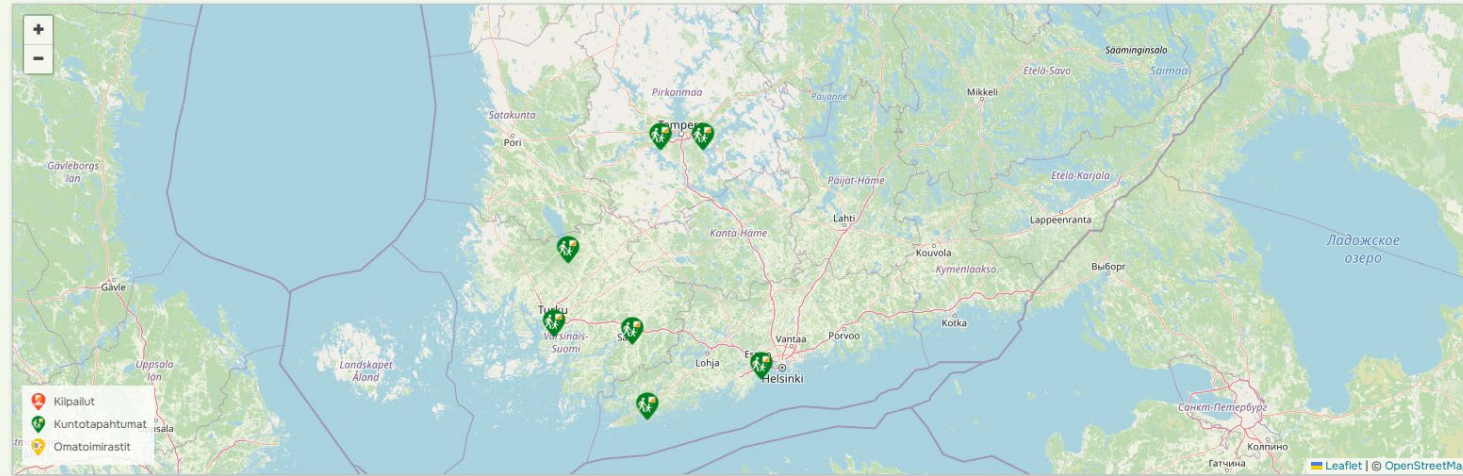 +
−
Sääminginsalo
Etelä-Savo
Saimaa
Pirkanmaa
Mikkeli
Päijänne
Satakunta
Tampere
Pori
Gävleborgs
län
Päijät-Häme
Etelä-Karjala
Lahti
Lappeenranta
Kanta-Häme
Ладожское
озеро
Kouvola
Kymenlaakso
Выборг
Gävle
Turku
Kotka
Varsinais-
Suomi
Porvoo
Vantaa
Lohja
Uppsala
län
Landskapet
Åland
Helsinki
Kilpailut
Kuntotapahtumat
Omatoimirastit
Санкт-Петербург
Колпино
Гатчина
Leaflet | © OpenStreetMa